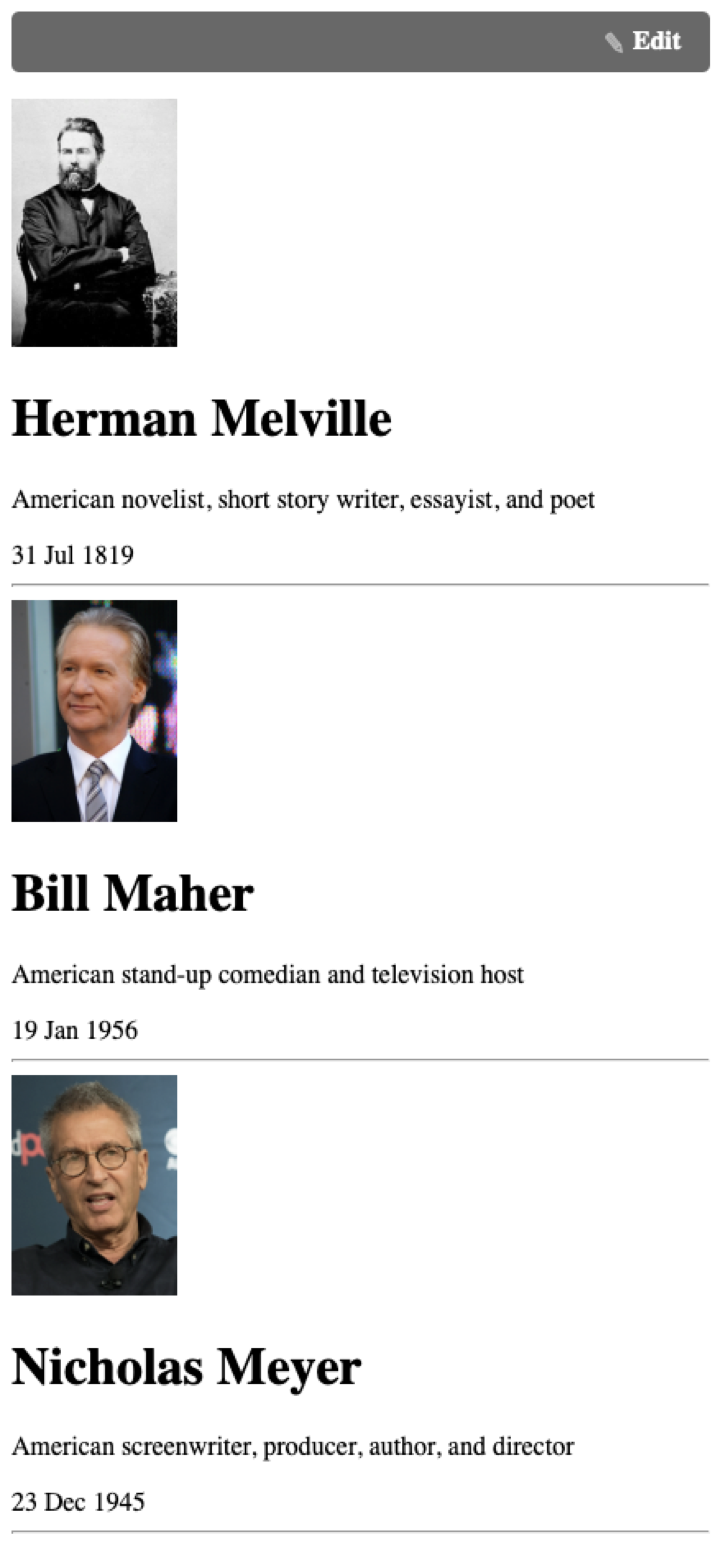 Edit
Herman Melville
American novelist, short story writer, essayist, and poet
31 Jul 1819
Bill Maher
American stand-up comedian and television host
19 Jan 1956
Nicholas Meyer
American screenwriter, producer, author, and director
23 Dec 1945